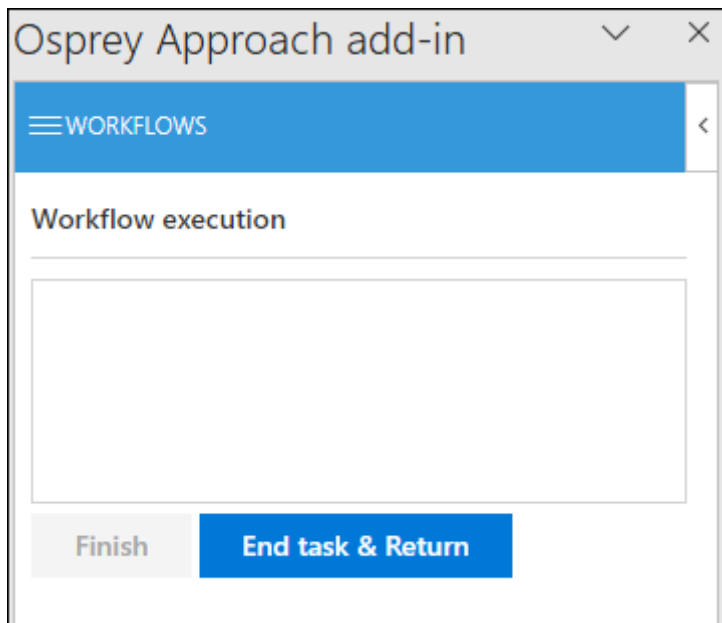 Osprey Approach add-in
WORKFLOWS
Workflow execution
Finish
End task & Return